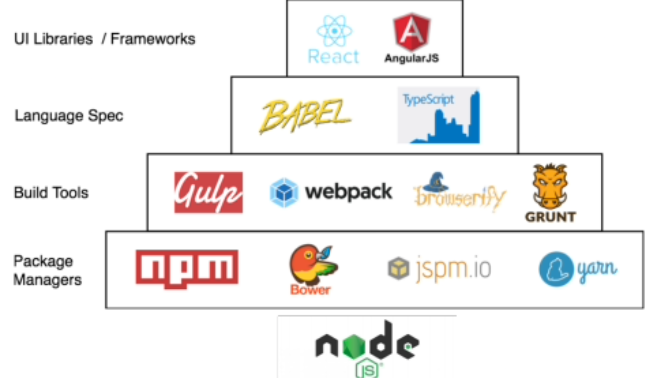 UI Libraries / Frameworks
React
AngularJS
Language Spec
BABEL
TypeScript
Build Tools
Gulp
webpack
browserify
GRUNT
Package
Managers
npm
Bower
jspm.io
yarn
node
JS